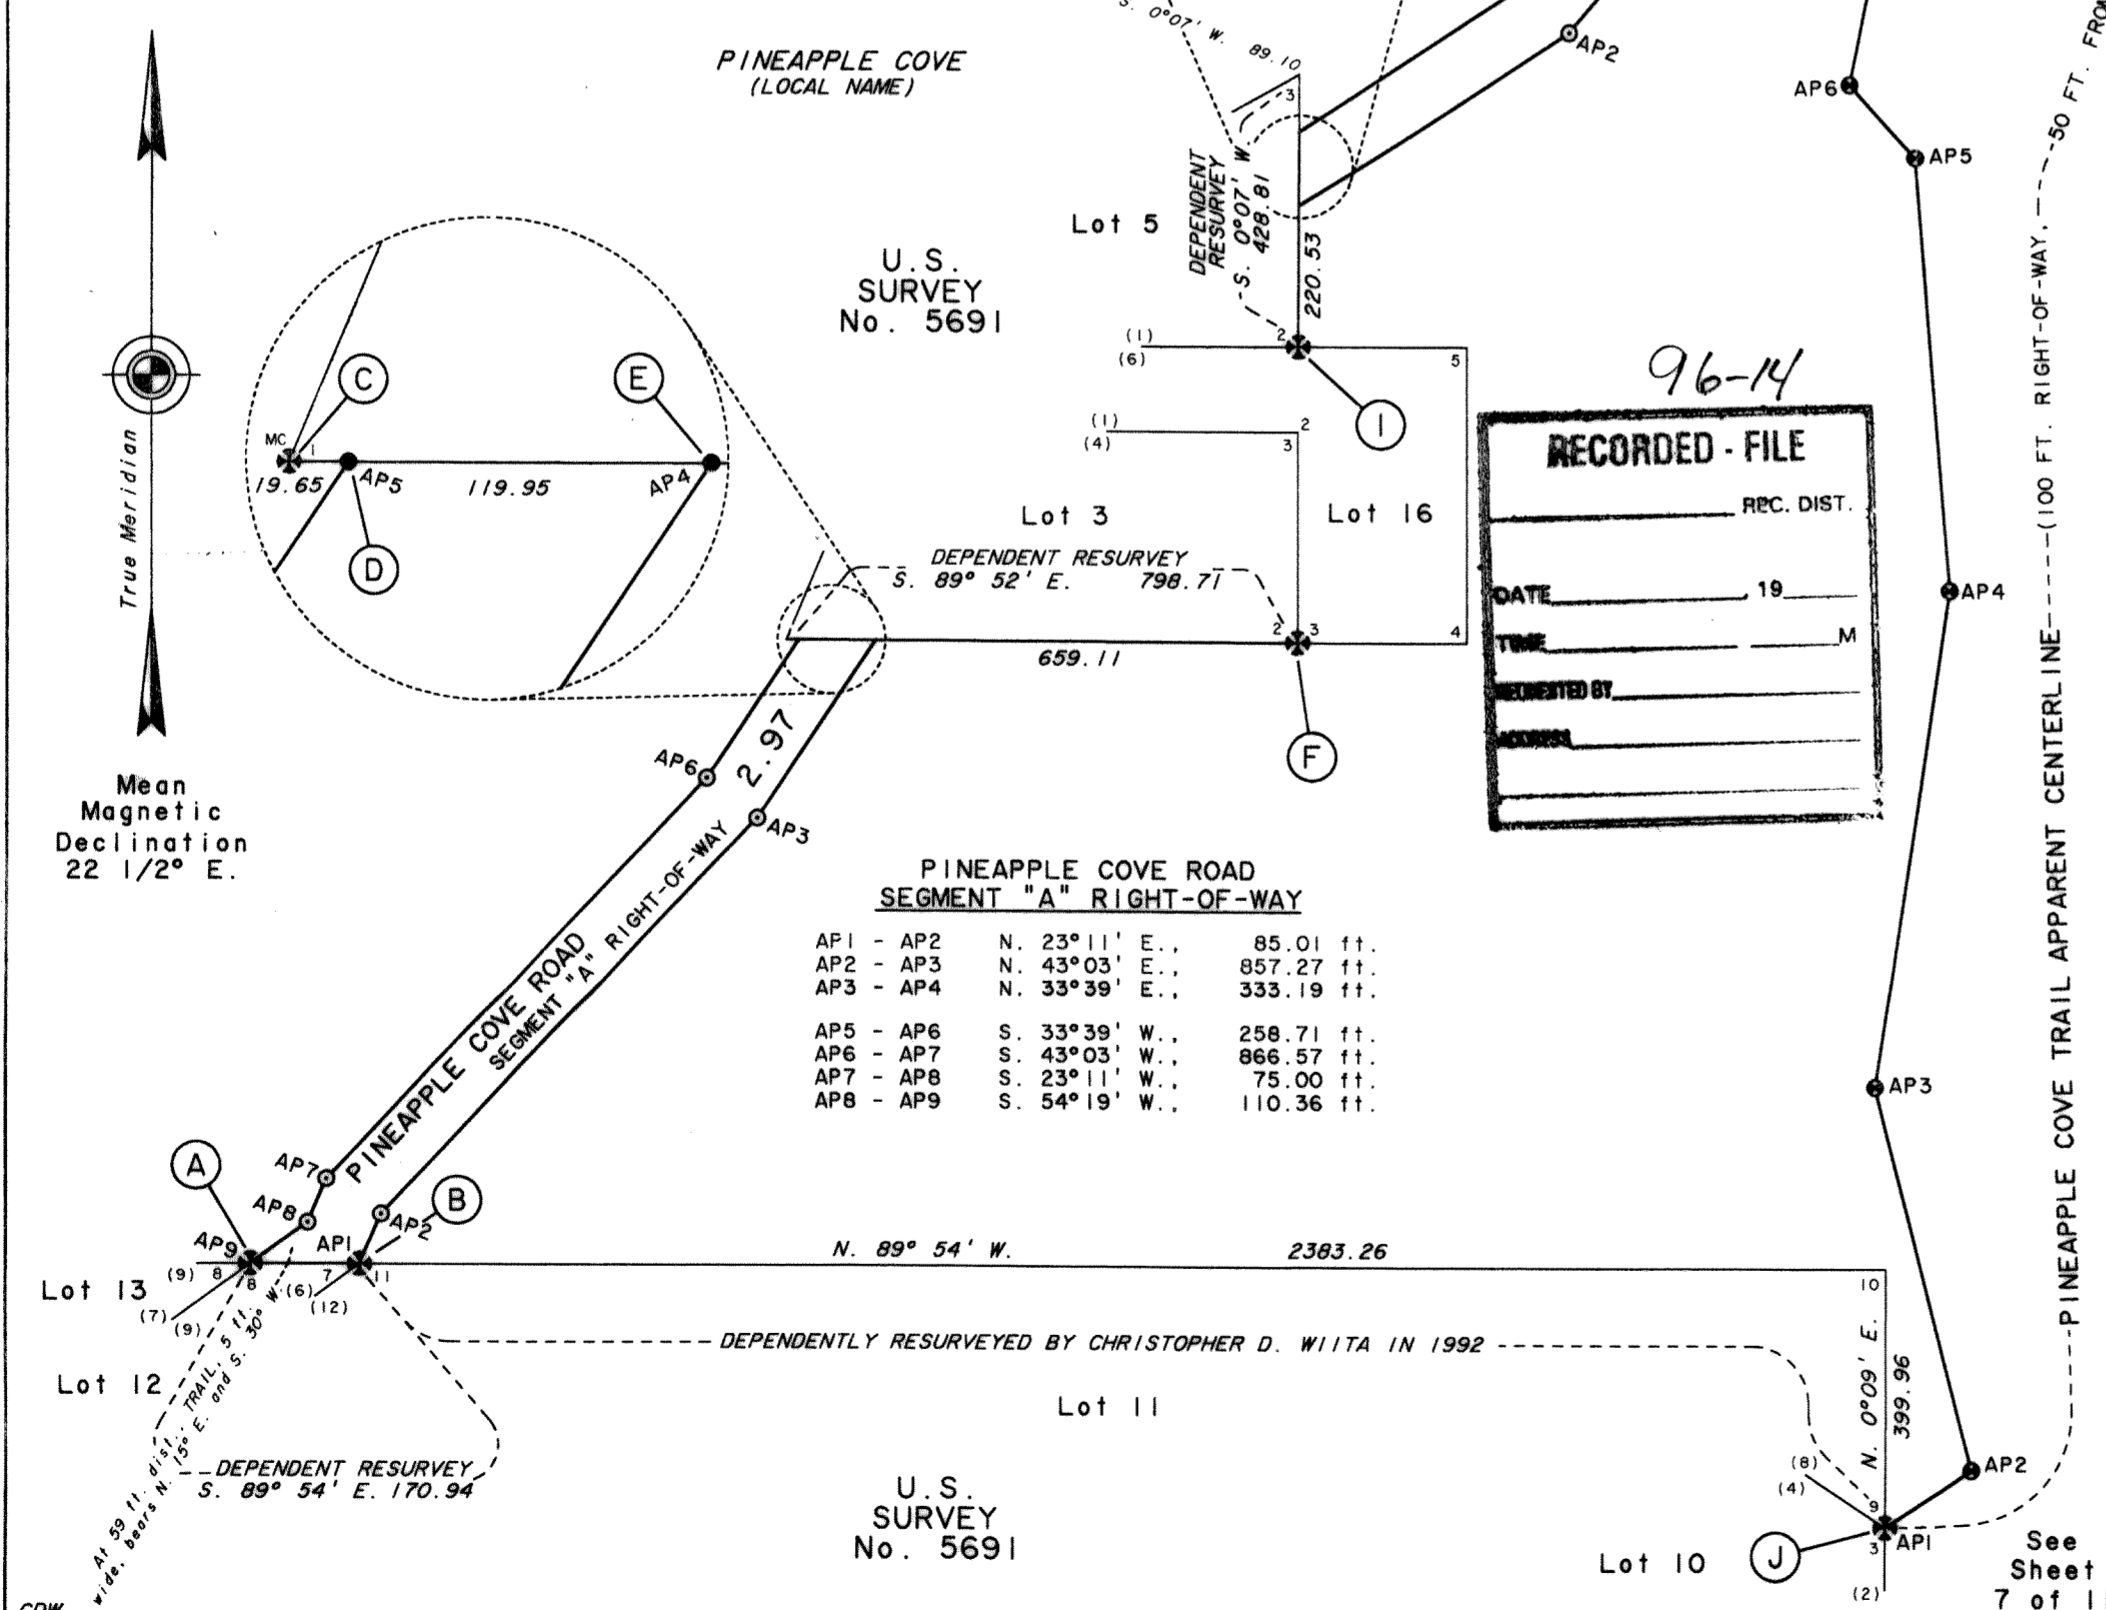 S. 0°07' W. 89.10
PINEAPPLE COVE
(LOCAL NAME)
3
AP2
AP6
AP5
50 FT. FROM
DEPENDENT
RESURVEY
S. 0°07' W.
428.81
220.53
Lot 5
U.S.
SURVEY
No. 5691
(1)
(6)
2
5
I
(1)
(4)
2
3
Lot 3
Lot 16
C
E
MC
1
19.65
AP5
119.95
AP4
D
True Meridian
DEPENDENT RESURVEY
S. 89° 52' E. 798.71
2
3
4
659.11
F
96-14
RECORDED - FILE
REC. DIST.
DATE , 19
TIME M
REQUESTED BY
ADDRESS
AP4
Mean
Magnetic
Declination
22 1/2° E.
AP6
2.97
AP3
PINEAPPLE COVE ROAD
SEGMENT "A" RIGHT-OF-WAY
PINEAPPLE COVE ROAD
SEGMENT "A" RIGHT-OF-WAY
AP1 - AP2 N. 23°11' E., 85.01 ft.
AP2 - AP3 N. 43°03' E., 857.27 ft.
AP3 - AP4 N. 33°39' E., 333.19 ft.
AP5 - AP6 S. 33°39' W., 258.71 ft.
AP6 - AP7 S. 43°03' W., 866.57 ft.
AP7 - AP8 S. 23°11' W., 75.00 ft.
AP8 - AP9 S. 54°19' W., 110.36 ft.
AP3
PINEAPPLE COVE TRAIL APPARENT CENTERLINE
(100 FT. RIGHT-OF-WAY,
A
AP7
AP8
AP9
B
AP2
AP1
(9)
8
8
7
11
(6)
(12)
(7)
(9)
N. 89° 54' W. 2383.26
10
Lot 13
Lot 12
DEPENDENTLY RESURVEYED BY CHRISTOPHER D. WIITA IN 1992
N. 0°09' E.
399.96
Lot 11
At 59 ft. dist., TRAIL, 5 ft.
wide, bears N. 15° E. and S. 30° W.
DEPENDENT RESURVEY
S. 89° 54' E. 170.94
U.S.
SURVEY
No. 5691
(8)
(4)
9
AP2
AP1
3
(2)
J
Lot 10
See
Sheet
7 of 1